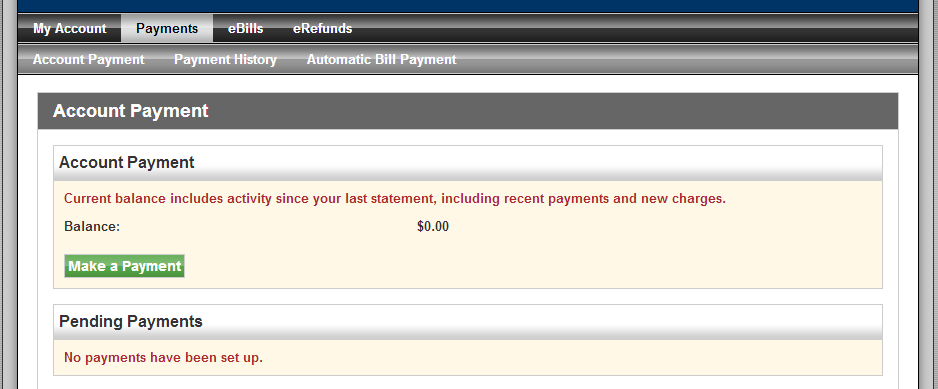 My Account Payments eBills eRefunds
Account Payment Payment History Automatic Bill Payment
Account Payment
Account Payment
Current balance includes activity since your last statement, including recent payments and new charges.
Balance: $0.00
Make a Payment
Pending Payments
No payments have been set up.